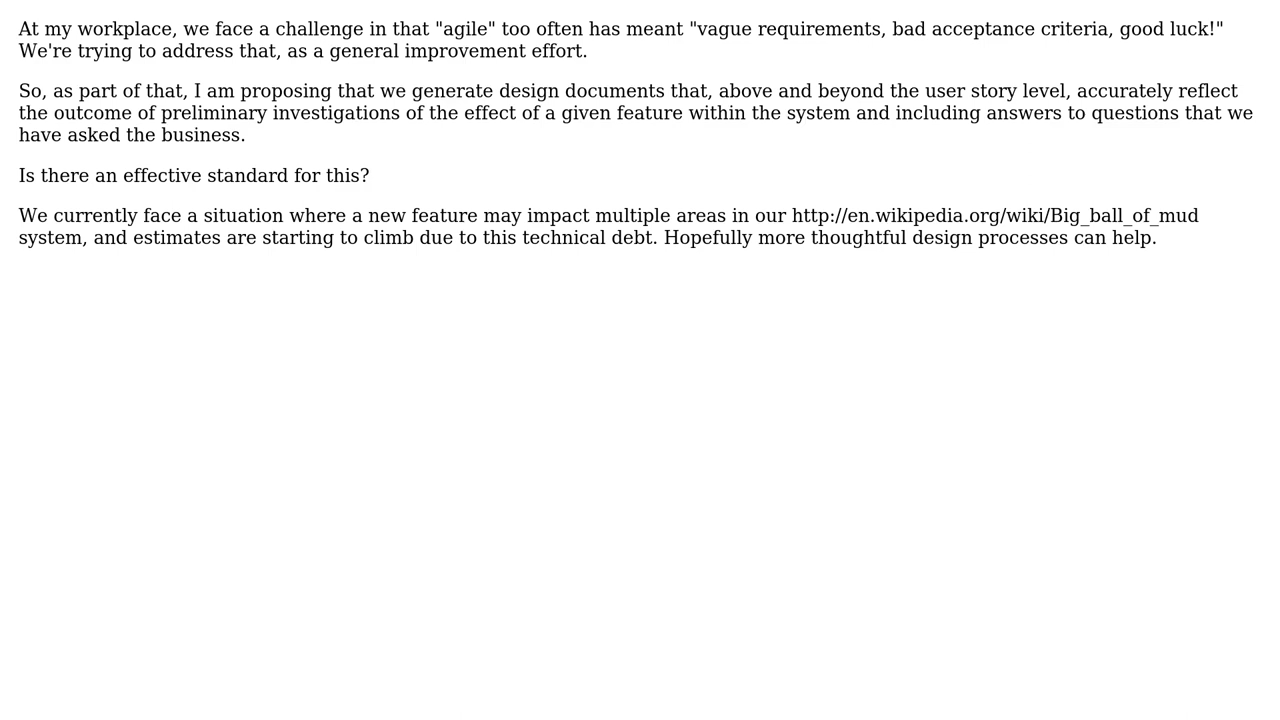 At my workplace, we face a challenge in that "agile" too often has meant "vague requirements, bad acceptance criteria, good luck!"
We're trying to address that, as a general improvement effort.
So, as part of that, I am proposing that we generate design documents that, above and beyond the user story level, accurately reflect
the outcome of preliminary investigations of the effect of a given feature within the system and including answers to questions that we
have asked the business.
Is there an effective standard for this?
We currently face a situation where a new feature may impact multiple areas in our http://en.wikipedia.org/wiki/Big_ball_of_mud
system, and estimates are starting to climb due to this technical debt. Hopefully more thoughtful design processes can help.